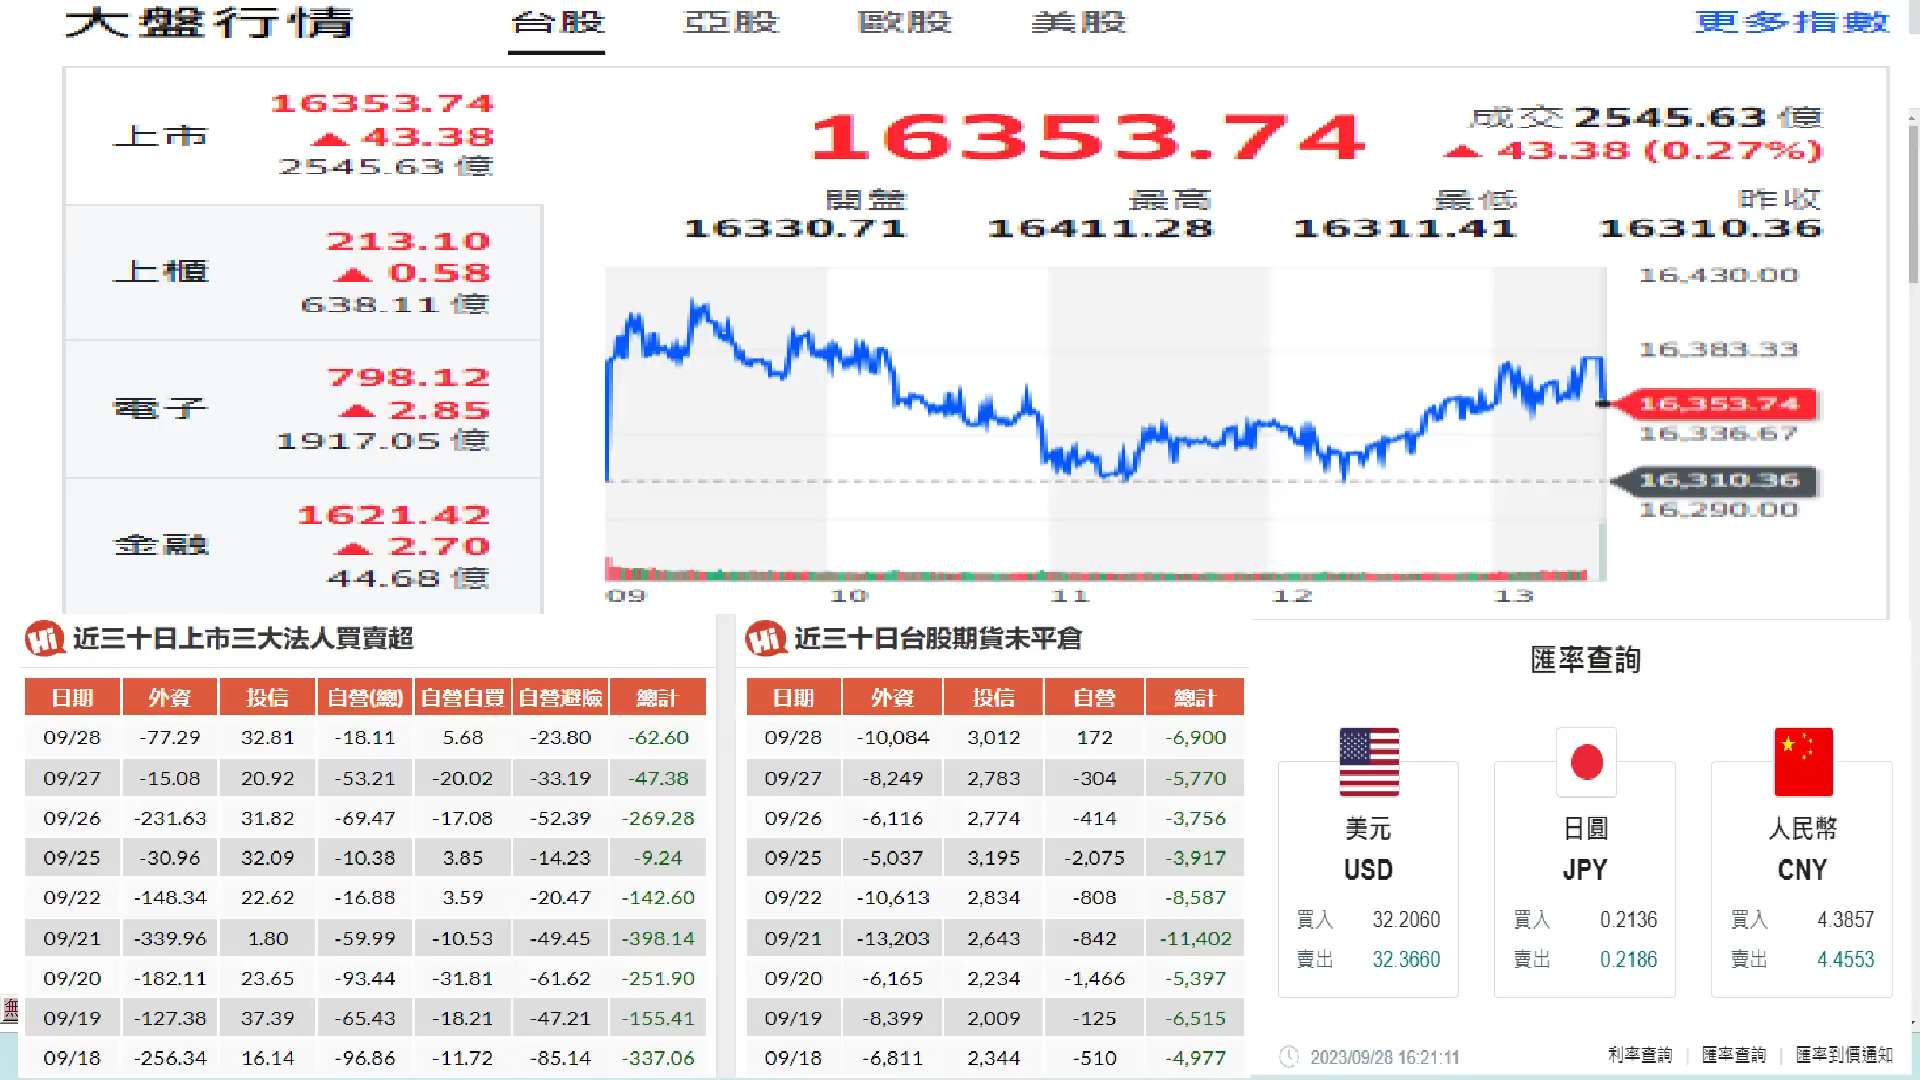 大盤行情 台股 亞股 歐股 美股 更多指數
上市 16353.74 ▲ 43.38 2545.63 億
上櫃 213.10 ▲ 0.58 638.11 億
電子 798.12 ▲ 2.85 1917.05 億
金融 1621.42 ▲ 2.70 44.68 億
16353.74
成交 2545.63 億
▲ 43.38 (0.27%)
開盤 最高 最低 昨收
16330.71 16411.28 16311.41 16310.36
16,430.00
16,383.33
16,353.74
16,336.67
16,310.36
16,290.00
09 10 11 12 13
Hi 近三十日上市三大法人買賣超
日期 外資 投信 自營(總) 自營自買 自營避險 總計
09/28 -77.29 32.81 -18.11 5.68 -23.80 -62.60
09/27 -15.08 20.92 -53.21 -20.02 -33.19 -47.38
09/26 -231.63 31.82 -69.47 -17.08 -52.39 -269.28
09/25 -30.96 32.09 -10.38 3.85 -14.23 -9.24
09/22 -148.34 22.62 -16.88 3.59 -20.47 -142.60
09/21 -339.96 1.80 -59.99 -10.53 -49.45 -398.14
09/20 -182.11 23.65 -93.44 -31.81 -61.62 -251.90
09/19 -127.38 37.39 -65.43 -18.21 -47.21 -155.41
09/18 -256.34 16.14 -96.86 -11.72 -85.14 -337.06
Hi 近三十日台股期貨未平倉
日期 外資 投信 自營 總計
09/28 -10,084 3,012 172 -6,900
09/27 -8,249 2,783 -304 -5,770
09/26 -6,116 2,774 -414 -3,756
09/25 -5,037 3,195 -2,075 -3,917
09/22 -10,613 2,834 -808 -8,587
09/21 -13,203 2,643 -842 -11,402
09/20 -6,165 2,234 -1,466 -5,397
09/19 -8,399 2,009 -125 -6,515
09/18 -6,811 2,344 -510 -4,977
匯率查詢
美元 日圓 人民幣
USD JPY CNY
買入 32.2060 買入 0.2136 買入 4.3857
賣出 32.3660 賣出 0.2186 賣出 4.4553
2023/09/28 16:21:11 利率查詢 | 匯率查詢 | 匯率到價通知
無